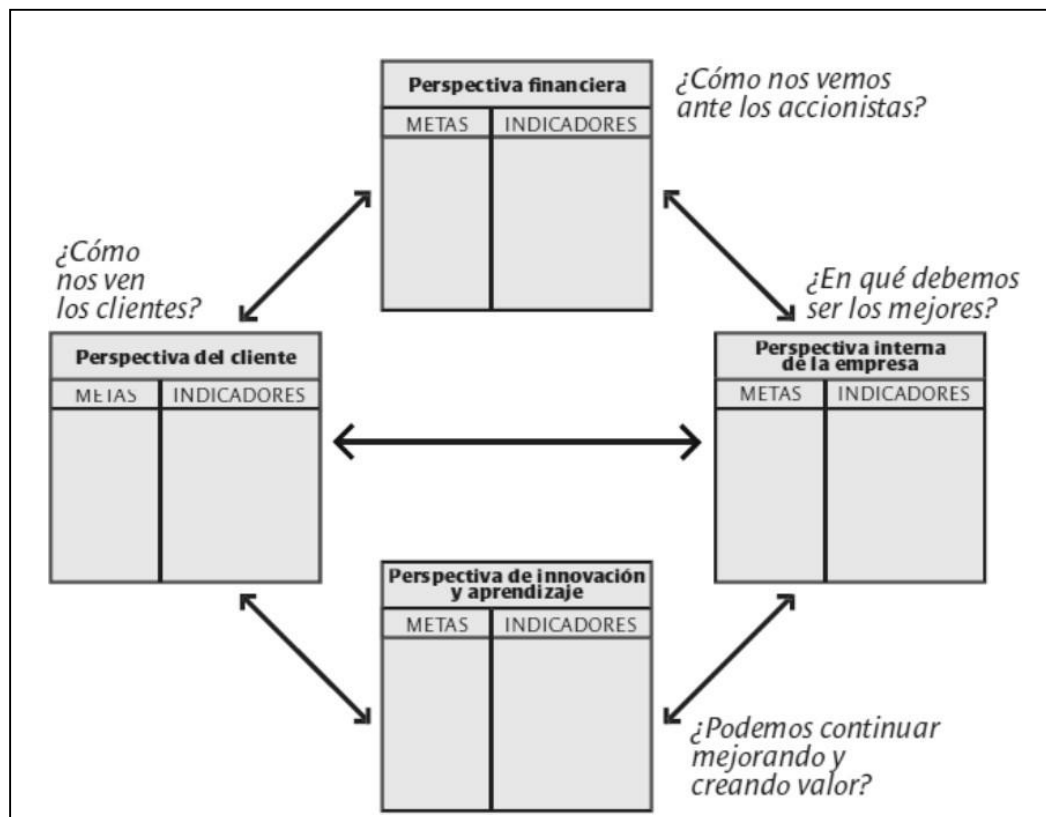 Perspectiva financiera
METAS INDICADORES
¿Cómo nos vemos
ante los accionistas?
¿Cómo
nos ven
los clientes?
Perspectiva del cliente
METAS INDICADORES
¿En qué debemos
ser los mejores?
Perspectiva interna
de la empresa
METAS INDICADORES
Perspectiva de innovación
y aprendizaje
METAS INDICADORES
¿Podemos continuar
mejorando y
creando valor?